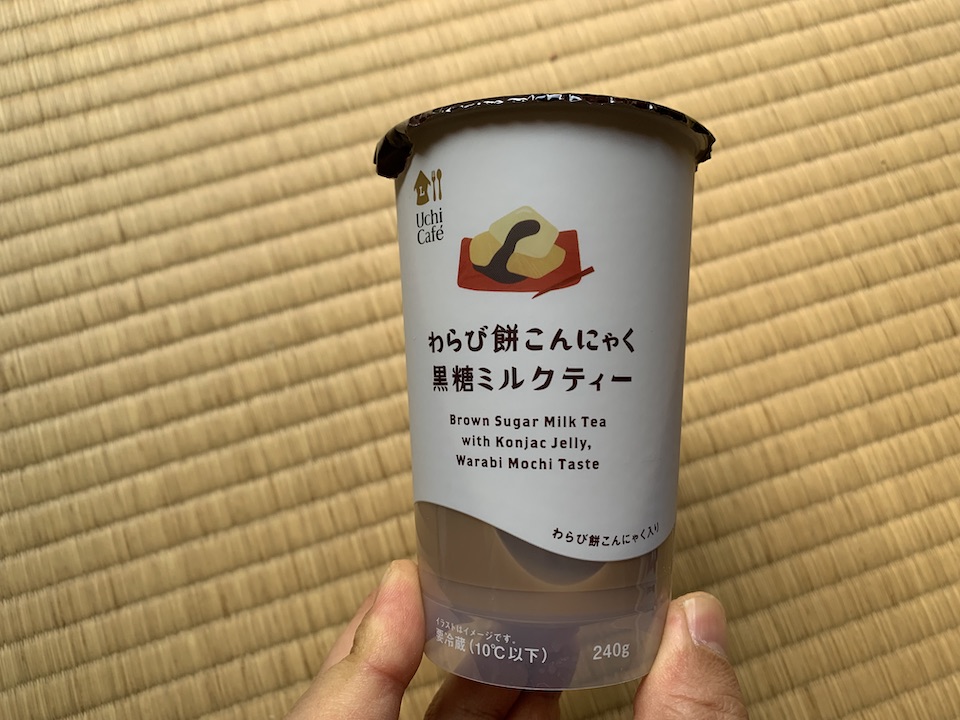 L
Uchi
Café
わらび餅こんにゃく
黒糖ミルクティー
Brown Sugar Milk Tea
with Konjac Jelly,
Warabi Mochi Taste
わらび餅こんにゃく入り
イラストはイメージです。
要冷蔵(10℃以下)
240g